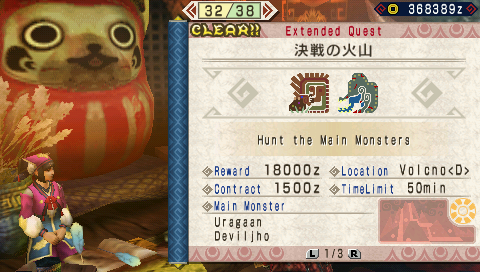 32/38
368389z
CLEAR!!
Extended Quest
決戦の火山
Hunt the Main Monsters
Reward 18000z
Location Volcno<D>
Contract 1500z
TimeLimit 50min
Main Monster
Uragaan
Deviljho
L 1/3 R